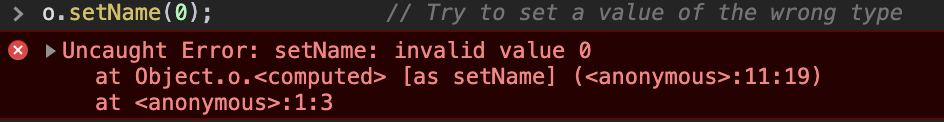 > o.setName(0); // Try to set a value of the wrong type
Uncaught Error: setName: invalid value 0
at Object.o.<computed> [as setName] (<anonymous>:11:19)
at <anonymous>:1:3